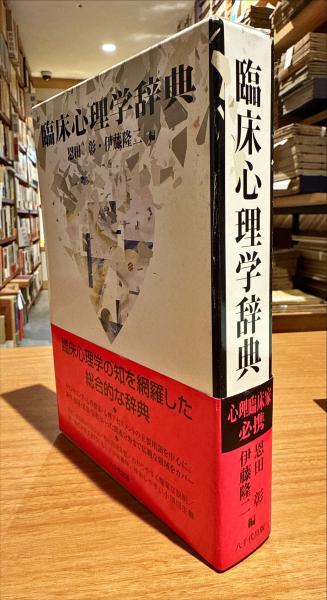 臨床心理学辞典
恩田 彰・伊藤隆二 編
臨床心理学の知を網羅した
総合的な辞典
臨床心理学辞典
心理臨床家
必携
恩田 彰
伊藤隆二 編
八千代出版